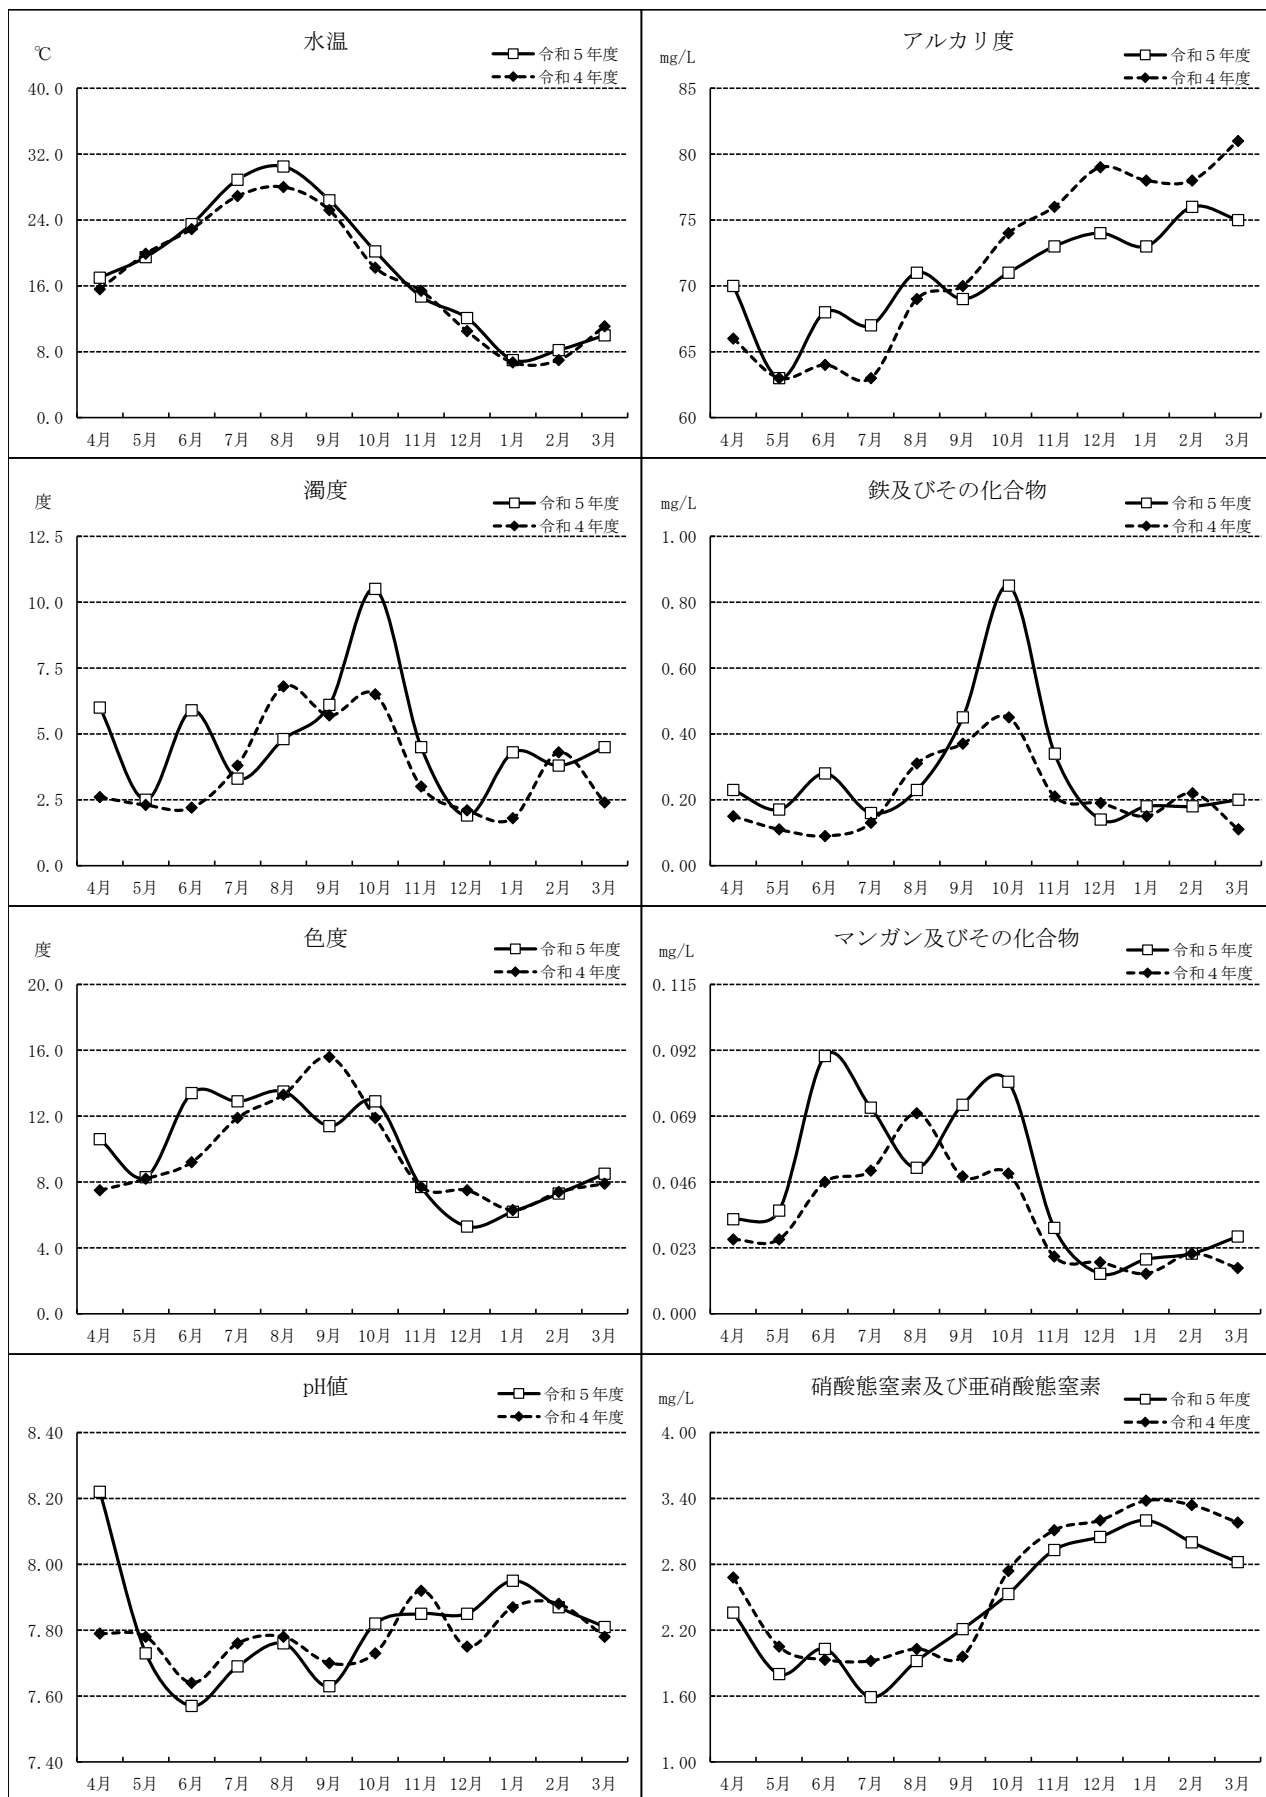 水温
℃
令和５年度
令和４年度
40.0
32.0
24.0
16.0
8.0
0.0
4月 5月 6月 7月 8月 9月 10月 11月 12月 1月 2月 3月
アルカリ度
mg/L
令和５年度
令和４年度
85
80
75
70
65
60
4月 5月 6月 7月 8月 9月 10月 11月 12月 1月 2月 3月
濁度
度
令和５年度
令和４年度
12.5
10.0
7.5
5.0
2.5
0.0
4月 5月 6月 7月 8月 9月 10月 11月 12月 1月 2月 3月
鉄及びその化合物
mg/L
令和５年度
令和４年度
1.00
0.80
0.60
0.40
0.20
0.00
4月 5月 6月 7月 8月 9月 10月 11月 12月 1月 2月 3月
色度
度
令和５年度
令和４年度
20.0
16.0
12.0
8.0
4.0
0.0
4月 5月 6月 7月 8月 9月 10月 11月 12月 1月 2月 3月
マンガン及びその化合物
mg/L
令和５年度
令和４年度
0.115
0.092
0.069
0.046
0.023
0.000
4月 5月 6月 7月 8月 9月 10月 11月 12月 1月 2月 3月
pH値
令和５年度
令和４年度
8.40
8.20
8.00
7.80
7.60
7.40
4月 5月 6月 7月 8月 9月 10月 11月 12月 1月 2月 3月
硝酸態窒素及び亜硝酸態窒素
mg/L
令和５年度
令和４年度
4.00
3.40
2.80
2.20
1.60
1.00
4月 5月 6月 7月 8月 9月 10月 11月 12月 1月 2月 3月